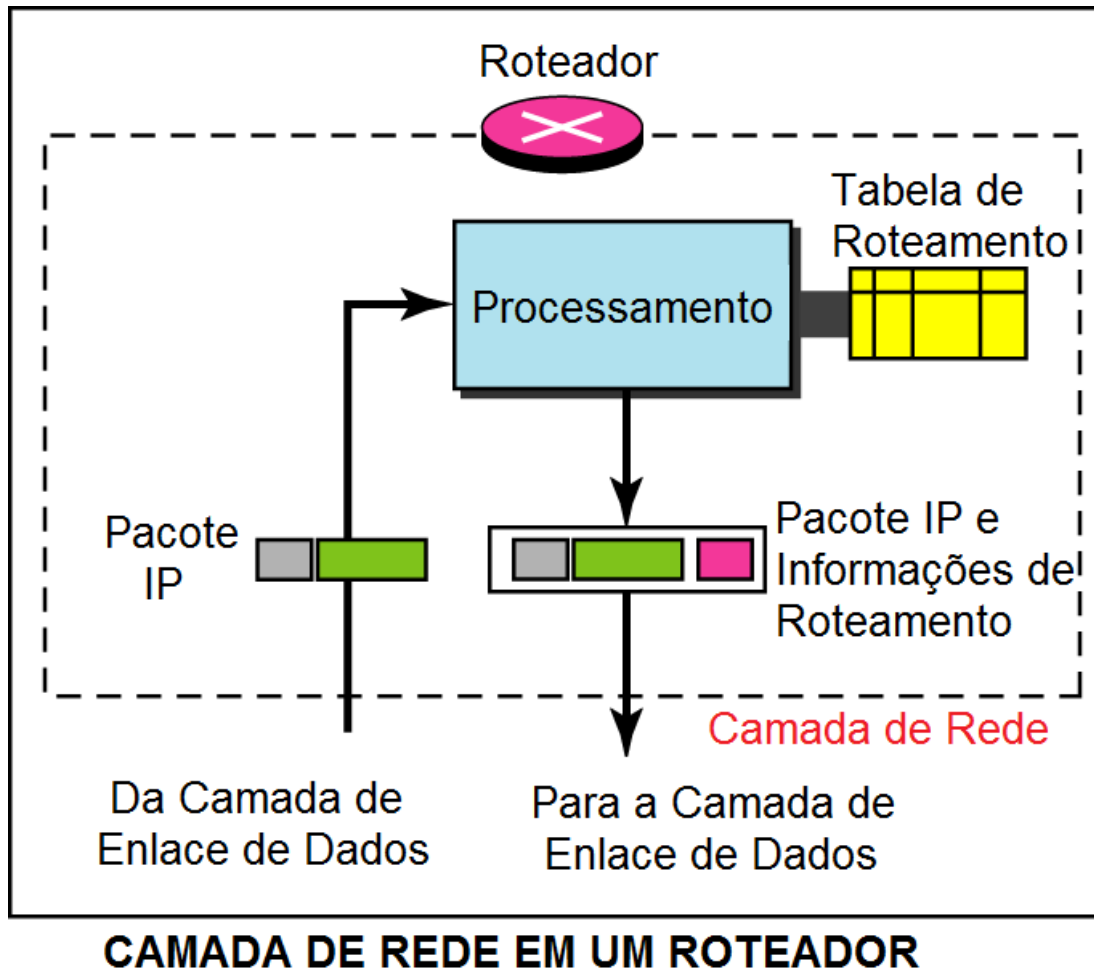 Roteador
Tabela de
Roteamento
Processamento
Pacote
IP
Pacote IP e
Informações de
Roteamento
Camada de Rede
Da Camada de
Enlace de Dados
Para a Camada de
Enlace de Dados
CAMADA DE REDE EM UM ROTEADOR